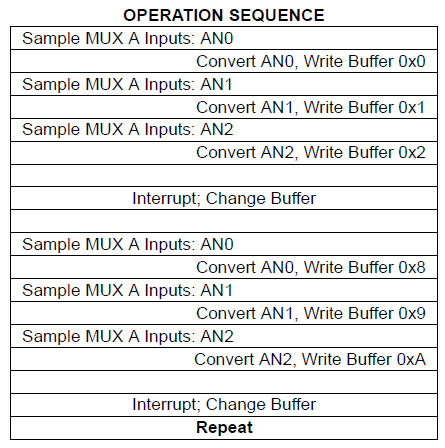 OPERATION SEQUENCE
Sample MUX A Inputs: AN0
Convert AN0, Write Buffer 0x0
Sample MUX A Inputs: AN1
Convert AN1, Write Buffer 0x1
Sample MUX A Inputs: AN2
Convert AN2, Write Buffer 0x2
Interrupt; Change Buffer
Sample MUX A Inputs: AN0
Convert AN0, Write Buffer 0x8
Sample MUX A Inputs: AN1
Convert AN1, Write Buffer 0x9
Sample MUX A Inputs: AN2
Convert AN2, Write Buffer 0xA
Interrupt; Change Buffer
Repeat